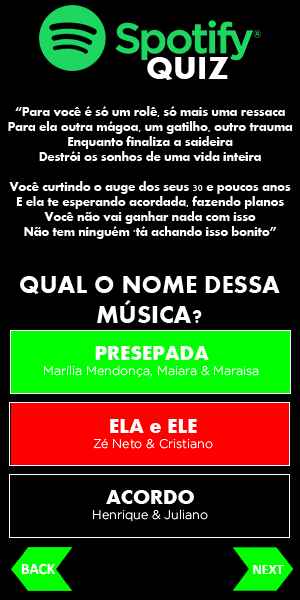 Spotify®
QUIZ
“Para você é só um rolê, só mais uma ressaca
Para ela outra mágoa, um gatilho, outro trauma
Enquanto finaliza a saideira
Destrói os sonhos de uma vida inteira
Você curtindo o auge dos seus 30 e poucos anos
E ela te esperando acordada, fazendo planos
Você não vai ganhar nada com isso
Não tem ninguém 'tá achando isso bonito”
QUAL O NOME DESSA
MÚSICA?
PRESEPADA
Marília Mendonça, Maiara & Maraisa
ELA e ELE
Zé Neto & Cristiano
ACORDO
Henrique & Juliano
BACK
NEXT